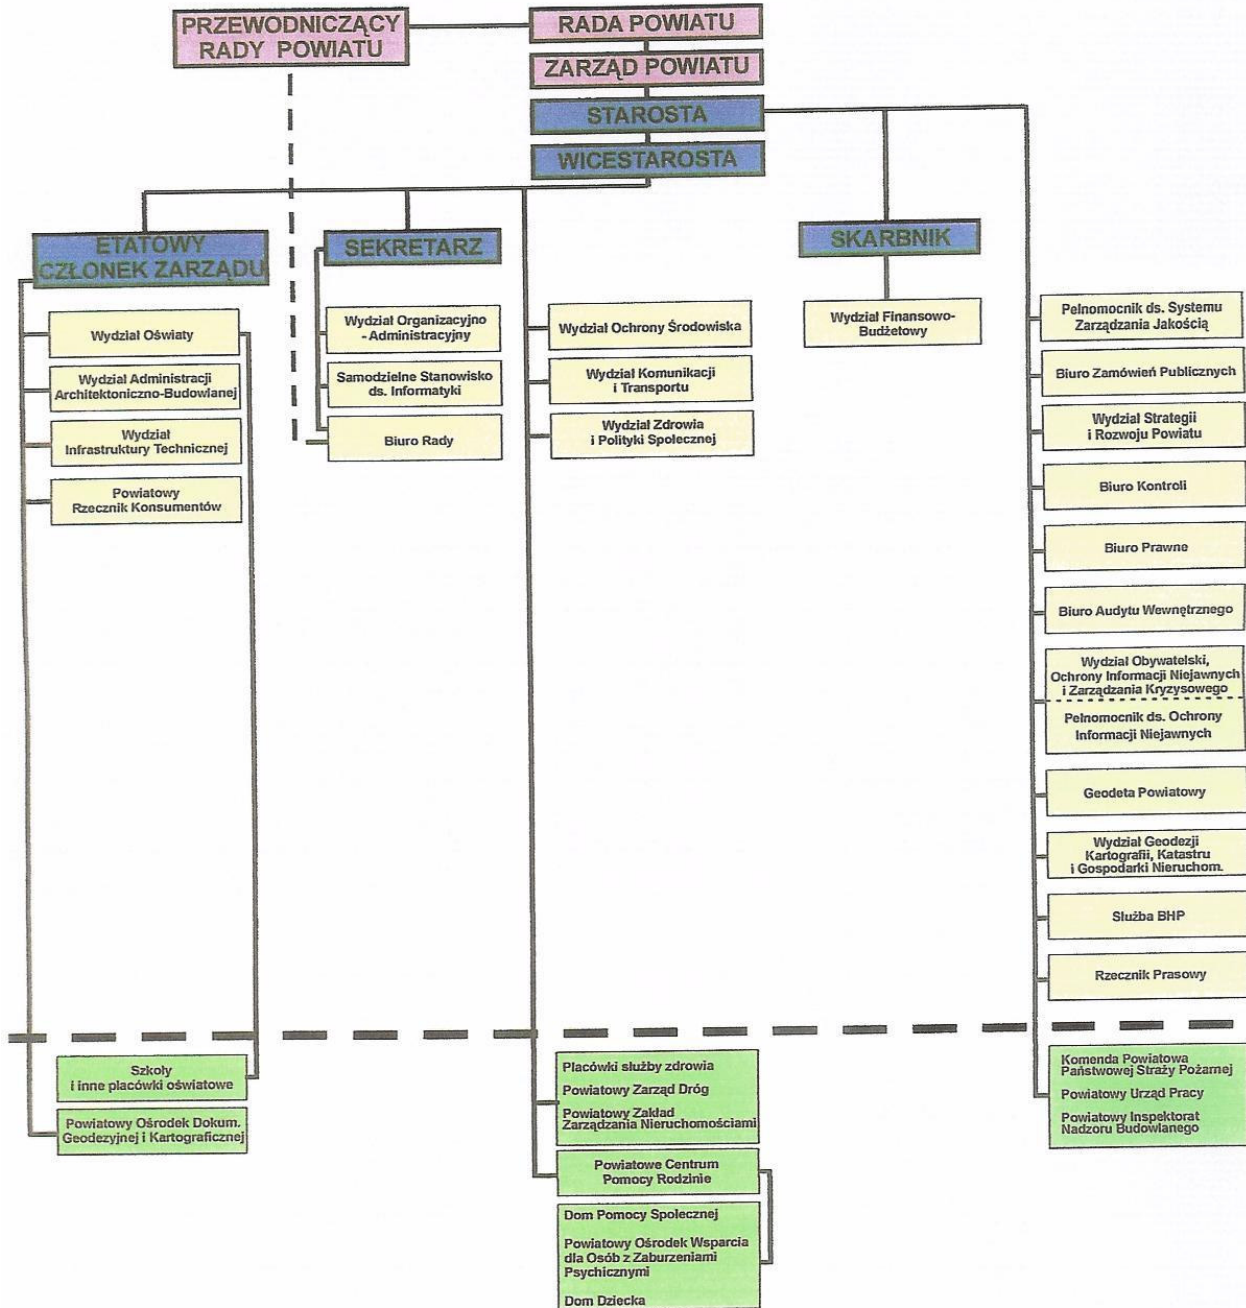 PRZEWODNICZĄCY
RADY POWIATU
RADA POWIATU
ZARZĄD POWIATU
STAROSTA
WICESTAROSTA
ETATOWY
CZŁONEK ZARZĄDU
SEKRETARZ
SKARBNIK
Wydział Oświaty
Wydział Administracji
Architektoniczno-Budowlanej
Wydział
Infrastruktury Technicznej
Powiatowy
Rzecznik Konsumentów
Wydział Organizacyjno
-Administracyjny
Samodzielne Stanowisko
ds. Informatyki
Biuro Rady
Wydział Ochrony Środowiska
Wydział Komunikacji
i Transportu
Wydział Zdrowia
i Polityki Społecznej
Wydział Finansowo-
Budżetowy
Pełnomocnik ds. Systemu
Zarządzania Jakością
Biuro Zamówień Publicznych
Wydział Strategii
i Rozwoju Powiatu
Biuro Kontroli
Biuro Prawne
Biuro Audytu Wewnętrznego
Wydział Obywatelski,
Ochrony Informacji Niejawnych
i Zarządzania Kryzysowego
Pełnomocnik ds. Ochrony
Informacji Niejawnych
Geodeta Powiatowy
Wydział Geodezji
Kartografii, Katastru
i Gospodarki Nieruchom.
Służba BHP
Rzecznik Prasowy
Szkoły
i inne placówki oświatowe
Powiatowy Ośrodek Dokum.
Geodezyjnej i Kartograficznej
Placówki służby zdrowia
Powiatowy Zarząd Dróg
Powiatowy Zakład
Zarządzania Nieruchomościami
Powiatowe Centrum
Pomocy Rodzinie
Dom Pomocy Społecznej
Powiatowy Ośrodek Wsparcia
dla Osób z Zaburzeniami
Psychicznymi
Dom Dziecka
Komenda Powiatowa
Państwowej Straży Pożarnej
Powiatowy Urząd Pracy
Powiatowy Inspektorat
Nadzoru Budowlanego